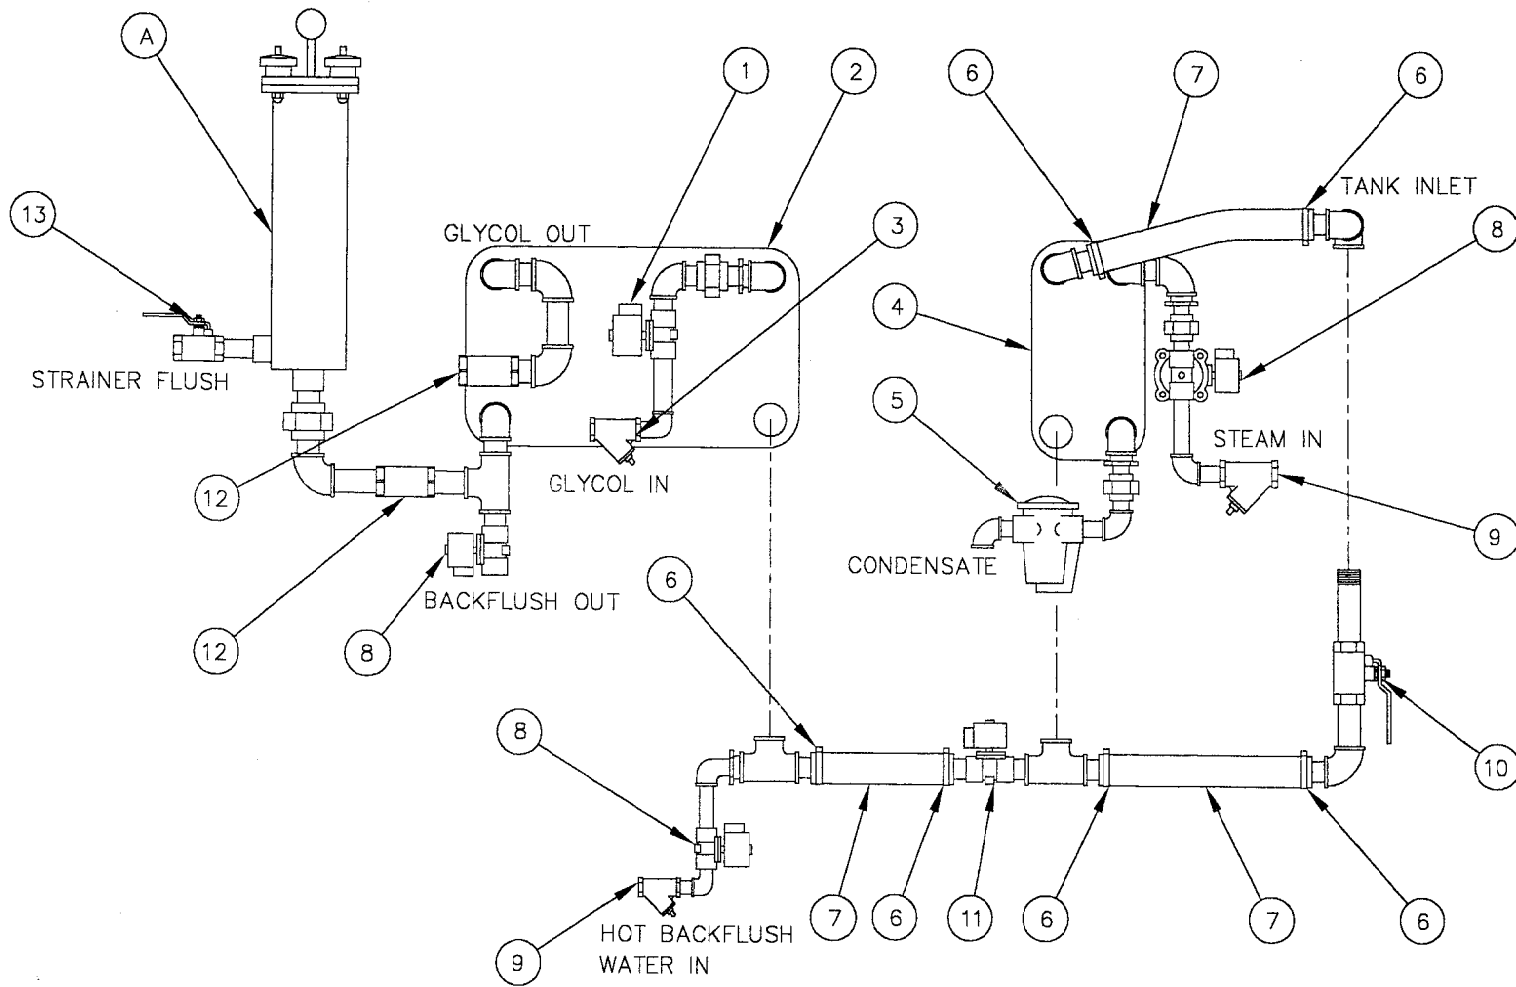 A
1
2
6
7
6
TANK INLET
13
GLYCOL OUT
3
8
4
STRAINER FLUSH
5
STEAM IN
12
GLYCOL IN
9
CONDENSATE
6
BACKFLUSH OUT
12
8
8
10
8
7
6
11
6
7
6
HOT BACKFLUSH
9
WATER IN